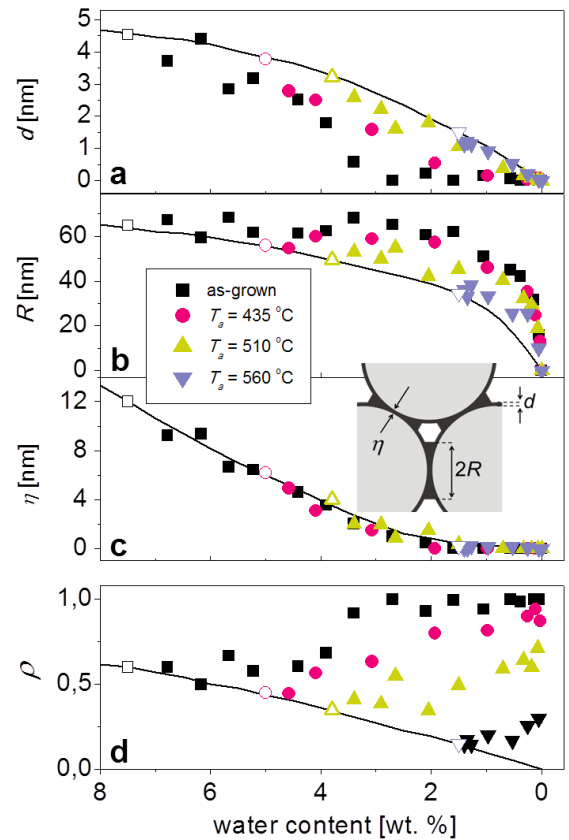 5
4
3
2
1
0
d [nm]
a
60
40
20
0
R [nm]
b
as-grown
Ta = 435 °C
Ta = 510 °C
Ta = 560 °C
12
8
4
0
η [nm]
c
d
η
2R
1,0
0,5
0,0
ρ
d
8 6 4 2 0
water content [wt. %]